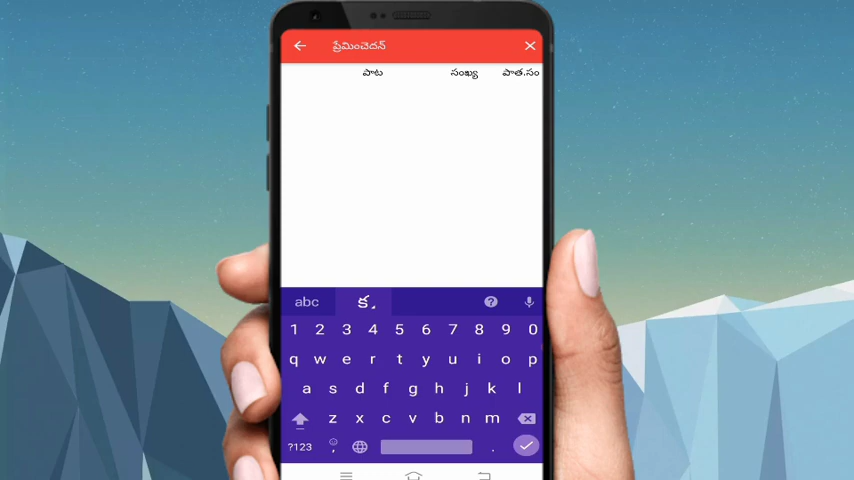 ప్రేమించెదన్
పాట సంఖ్య పాత.సం
abc క
1 2 3 4 5 6 7 8 9 0
q w e r t y u i o p
a s d f g h j k l
z x c v b n m
?123 , .